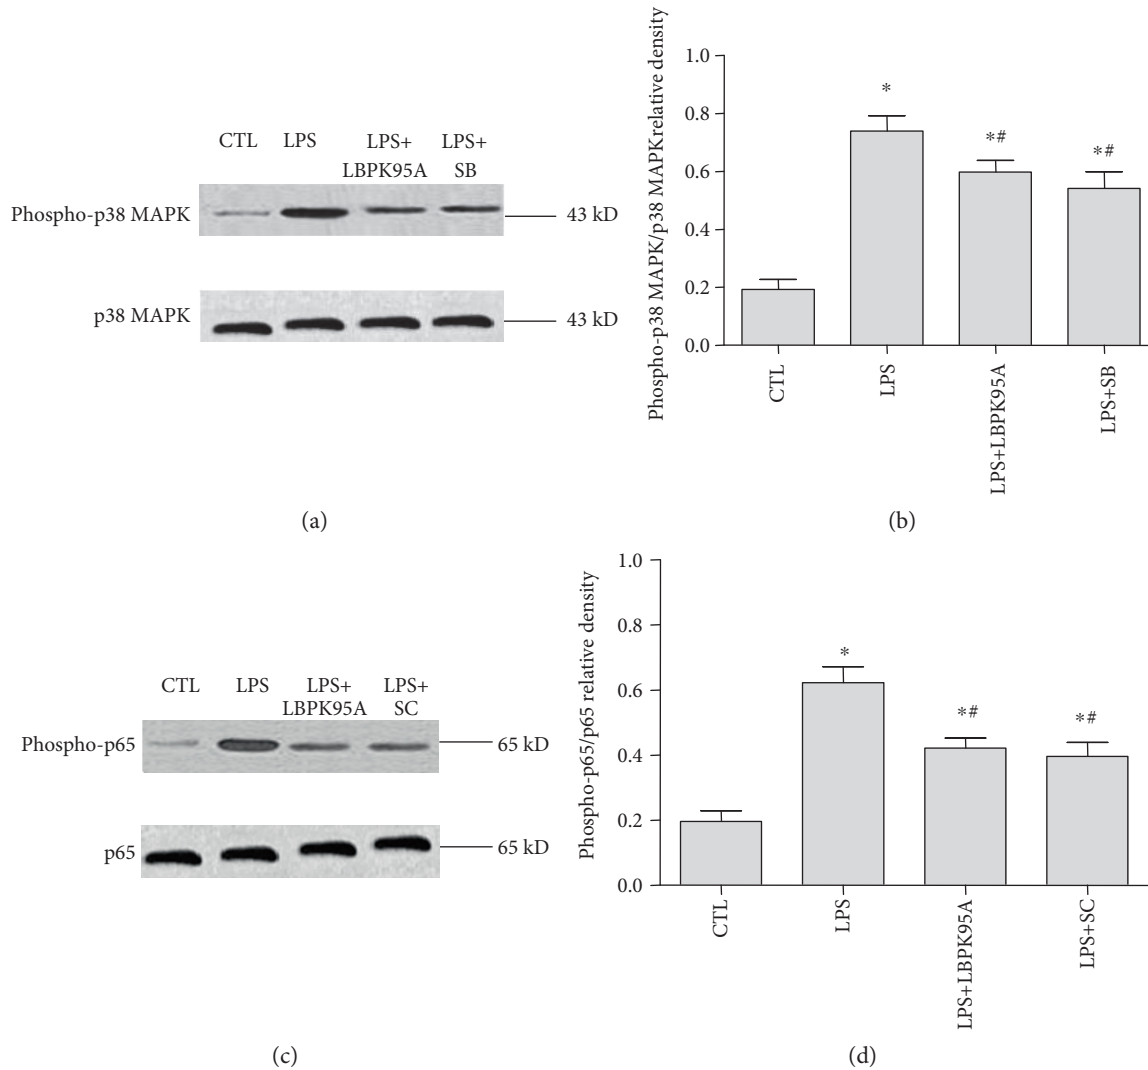 CTL
LPS
LPS+
LPS+
LBPK95A
SB
Phospho-p38 MAPK
43 kD
p38 MAPK
43 kD
(a)
Phospho-p38 MAPK/p38 MAPK relative density
1.0
0.8
0.6
0.4
0.2
0.0
*
*#
*#
CTL
LPS
LPS+LBPK95A
LPS+SB
(b)
CTL
LPS
LPS+
LPS+
LBPK95A
SC
Phospho-p65
65 kD
p65
65 kD
(c)
Phospho-p65/p65 relative density
1.0
0.8
0.6
0.4
0.2
0.0
*
*#
*#
CTL
LPS
LPS+LBPK95A
LPS+SC
(d)